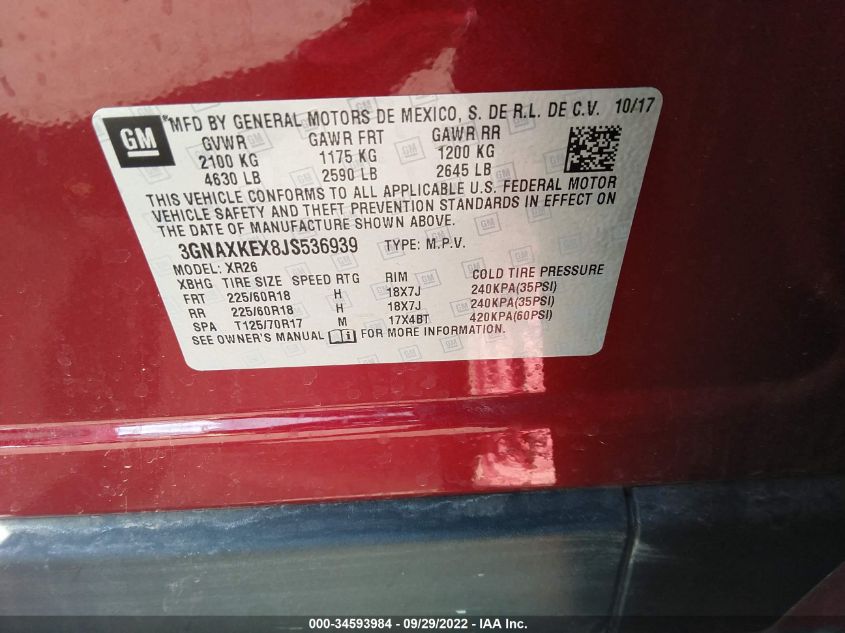 GM *MFD BY GENERAL MOTORS DE MEXICO, S. DE R.L. DE C.V. 10/17
GVWR GAWR FRT GAWR RR
2100 KG 1175 KG 1200 KG
4630 LB 2590 LB 2645 LB
THIS VEHICLE CONFORMS TO ALL APPLICABLE U.S. FEDERAL MOTOR
VEHICLE SAFETY AND THEFT PREVENTION STANDARDS IN EFFECT ON
THE DATE OF MANUFACTURE SHOWN ABOVE.
3GNAXKEX8JS536939 TYPE: M.P.V.
MODEL: XR26
XBHG TIRE SIZE SPEED RTG RIM COLD TIRE PRESSURE
FRT 225/60R18 H 18X7J 240KPA(35PSI)
RR 225/60R18 H 18X7J 240KPA(35PSI)
SPA T125/70R17 M 17X4BT 420KPA(60PSI)
SEE OWNER'S MANUAL FOR MORE INFORMATION
000-34593984 - 09/29/2022 - © IAA, Inc.